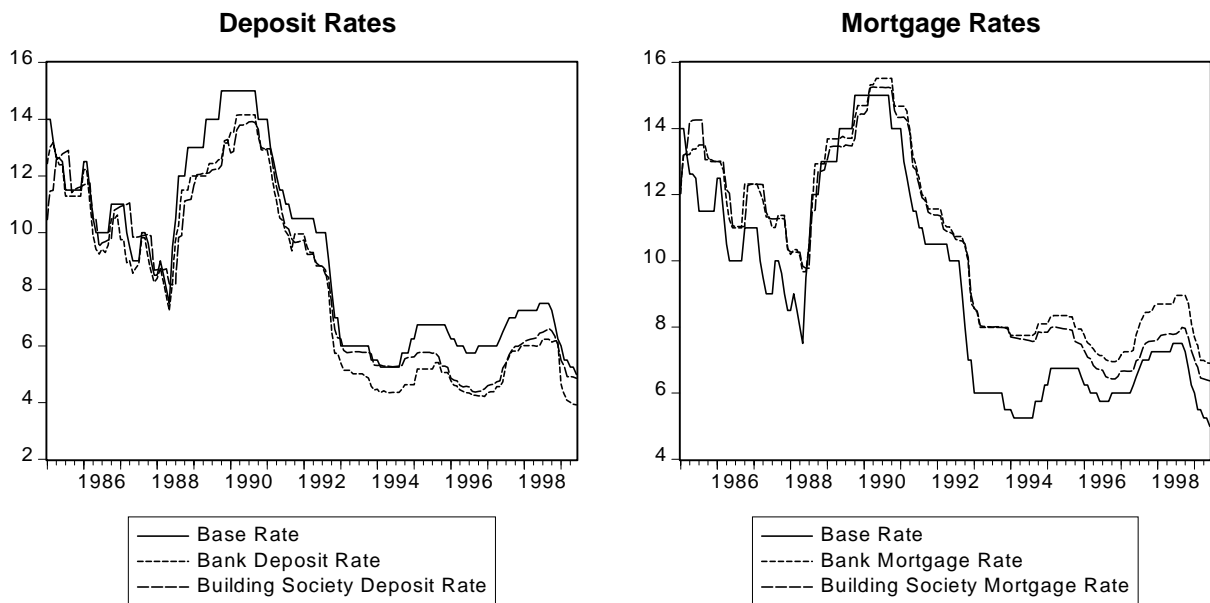 Deposit Rates
16
14
12
10
8
6
4
2
1986 1988 1990 1992 1994 1996 1998
Base Rate
Bank Deposit Rate
Building Society Deposit Rate
Mortgage Rates
16
14
12
10
8
6
4
1986 1988 1990 1992 1994 1996 1998
Base Rate
Bank Mortgage Rate
Building Society Mortgage Rate